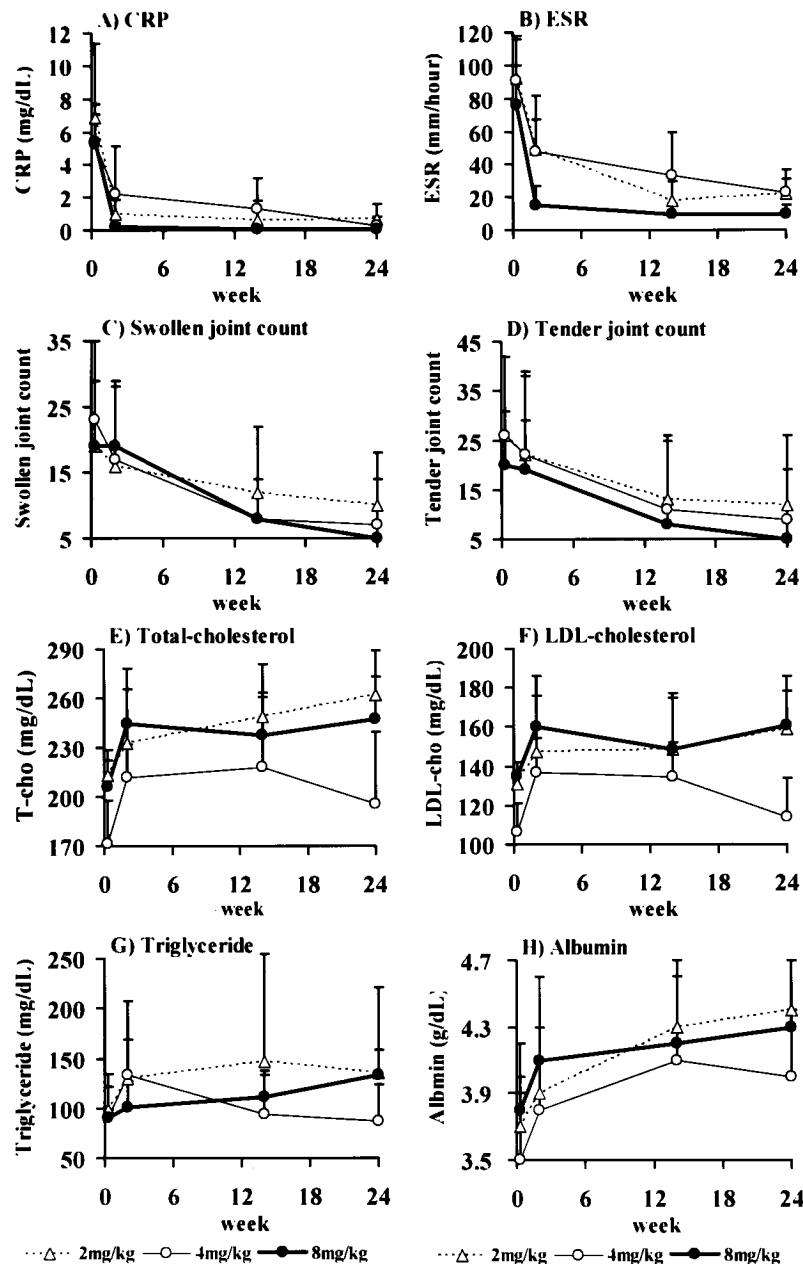 A) CRP
CRP (mg/dL)
12
10
8
6
4
2
0
0 6 12 18 24
week
B) ESR
ESR (mm/hour)
120
100
80
60
40
20
0
0 6 12 18 24
week
C) Swollen joint count
Swollen joint count
35
25
15
5
0 6 12 18 24
week
D) Tender joint count
Tender joint count
45
35
25
15
5
0 6 12 18 24
week
E) Total-cholesterol
T-cho (mg/dL)
290
260
230
200
170
0 6 12 18 24
week
F) LDL-cholesterol
LDL-cho (mg/dL)
200
180
160
140
120
100
0 6 12 18 24
week
G) Triglyceride
Triglyceride (mg/dL)
250
200
150
100
50
0 6 12 18 24
week
H) Albumin
Albmin (g/dL)
4.7
4.3
3.9
3.5
0 6 12 18 24
week
2mg/kg 4mg/kg 8mg/kg
2mg/kg 4mg/kg 8mg/kg